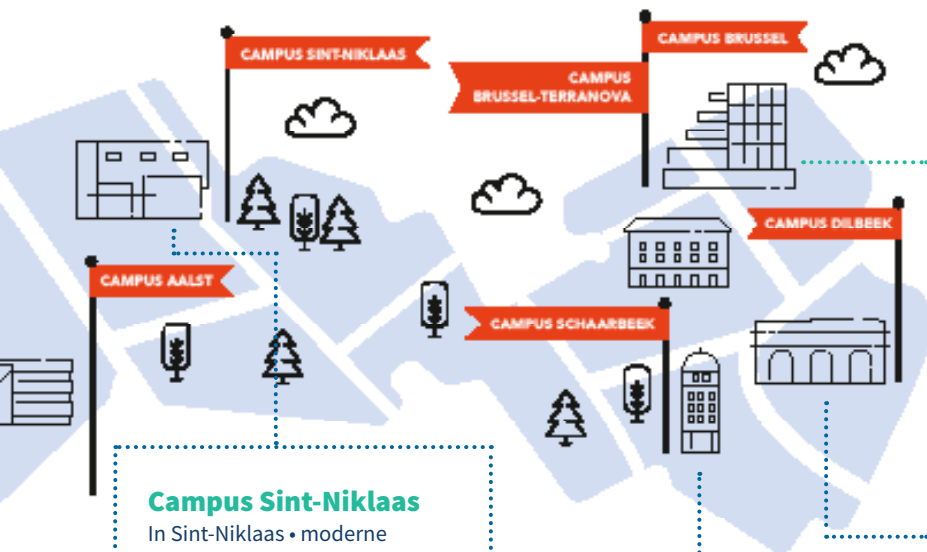 CAMPUS SINT-NIKLAAS
CAMPUS BRUSSEL
CAMPUS
BRUSSEL-TERRANOVA
CAMPUS DILBEEK
CAMPUS AALST
CAMPUS SCHAARBEEK
Campus Sint-Niklaas
In Sint-Niklaas • moderne